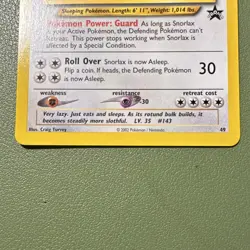 Sleeping Pokémon. Length: 6' 11", Weight: 1,014 lbs
Pokémon Power: Guard As long as Snorlax
is your Active Pokémon, the Defending Pokémon can't
Retreat. This power stops working when Snorlax is
affected by a Special Condition.
Roll Over Snorlax is now Asleep.
Flip a coin. If heads, the Defending Pokémon
is now Asleep.
30
weakness
resistance
retreat cost
-30
Very lazy. Just eats and sleeps. As its rotund bulk builds, it
becomes steadily more slothful. LV. 35 #143
Illus. Craig Turvey
©2002 Pokémon / Nintendo
49